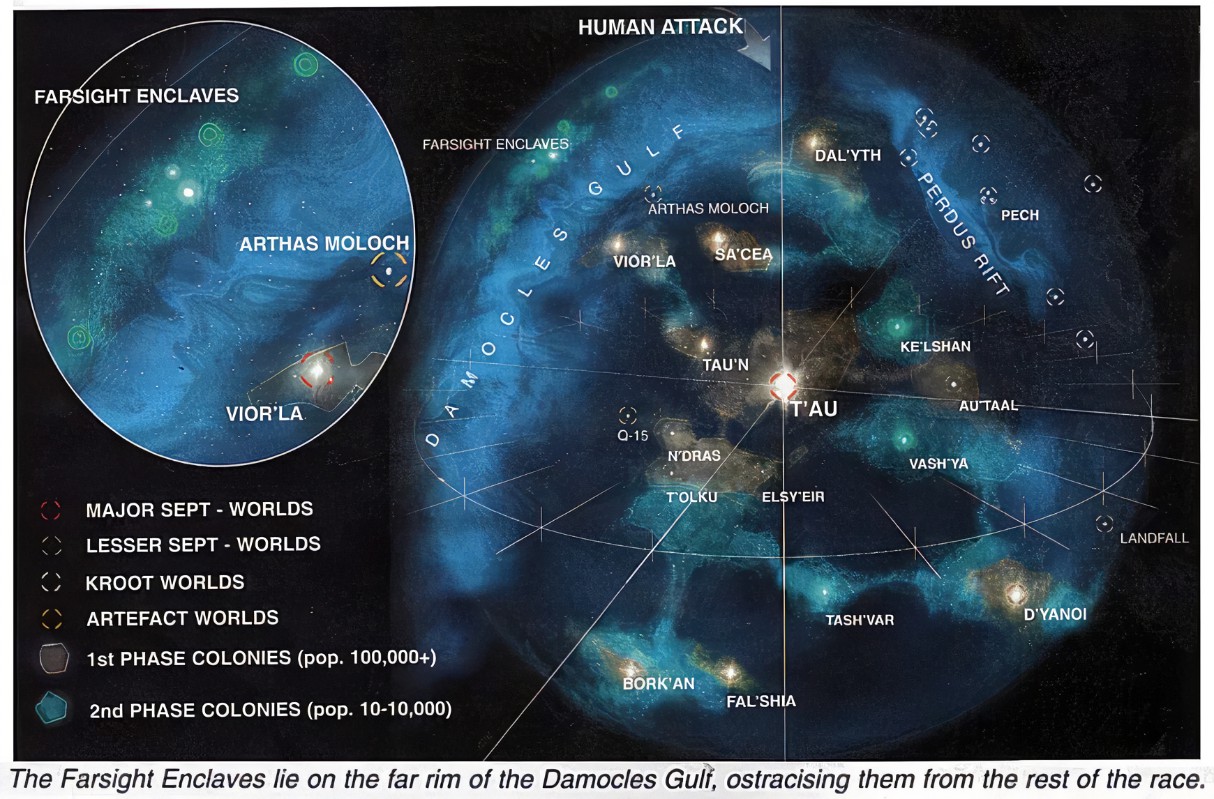 FARSIGHT ENCLAVES
ARTHAS MOLOCH
VIOR'LA
MAJOR SEPT - WORLDS
LESSER SEPT - WORLDS
KROOT WORLDS
ARTEFACT WORLDS
1st PHASE COLONIES (pop. 100,000+)
2nd PHASE COLONIES (pop. 10-10,000)
HUMAN ATTACK
FARSIGHT ENCLAVES
DAMOCLES GULF
DAL'YTH
PERDUS RIFT
PECH
ARTHAS MOLOCH
VIOR'LA
SA'CEA
TAU'N
KE'LSHAN
T'AU
AU'TAAL
Q-15
N'DRAS
VASH'YA
T'OLKU
ELSY'EIR
LANDFALL
TASH'VAR
D'YANOI
BORK'AN
FAL'SHIA
The Farsight Enclaves lie on the far rim of the Damocles Gulf, ostracising them from the rest of the race.